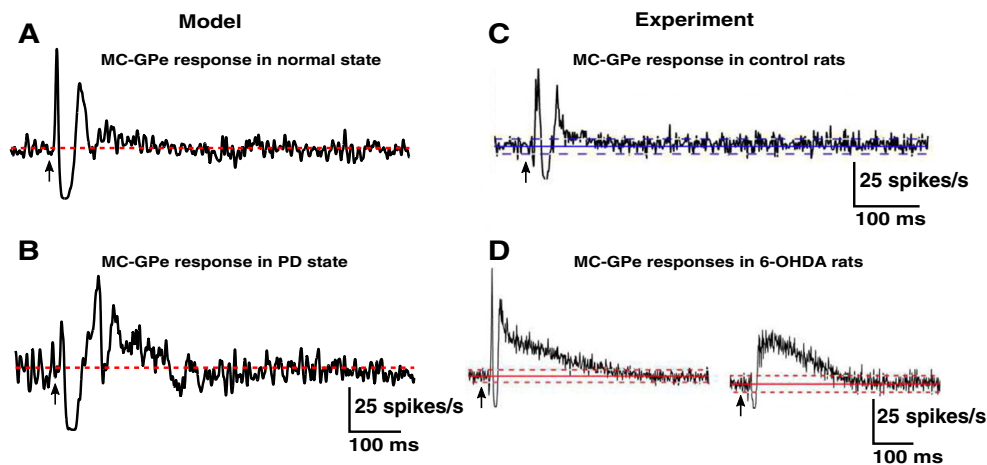 Model
A
MC-GPe response in normal state
B
MC-GPe response in PD state
25 spikes/s
100 ms
Experiment
C
MC-GPe response in control rats
25 spikes/s
100 ms
D
MC-GPe responses in 6-OHDA rats
25 spikes/s
100 ms